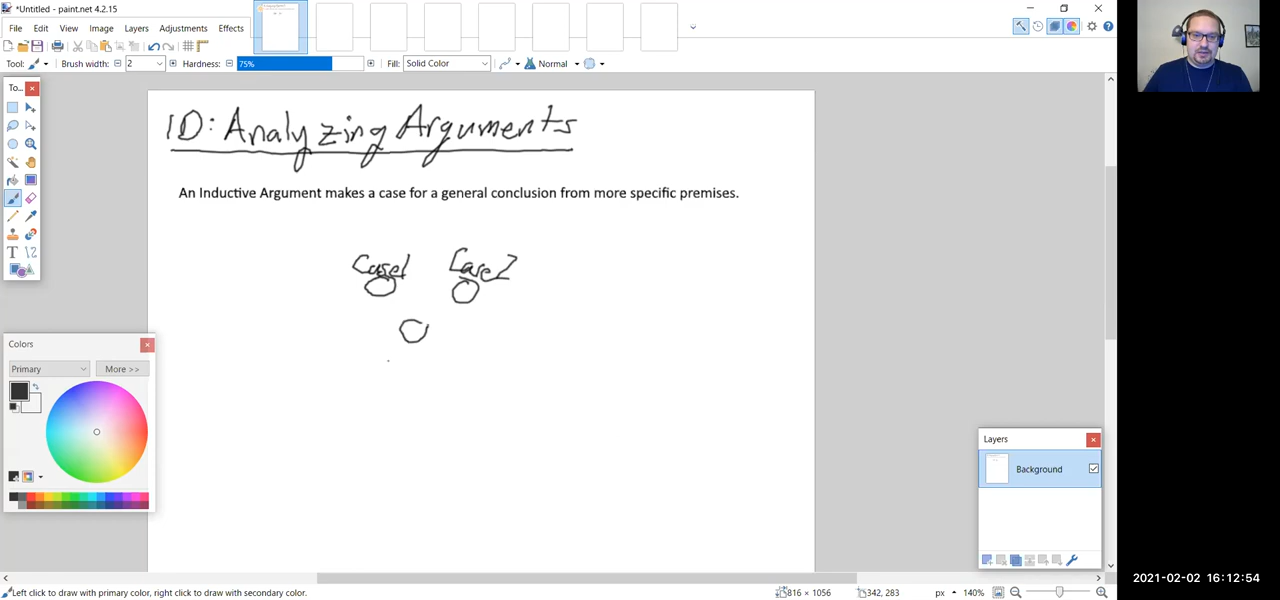 *Untitled - paint.net 4.2.15
File Edit View Image Layers Adjustments Effects
Tool: Brush width: 2 Hardness: 75% Fill: Solid Color Normal
To...
1D: Analyzing Arguments
An Inductive Argument makes a case for a general conclusion from more specific premises.
Case1 Case2
Colors
Primary More >>
Layers
Background
2021-02-02 16:12:54
Left click to draw with primary color, right click to draw with secondary color. 816 × 1056 342, 283 px 140%